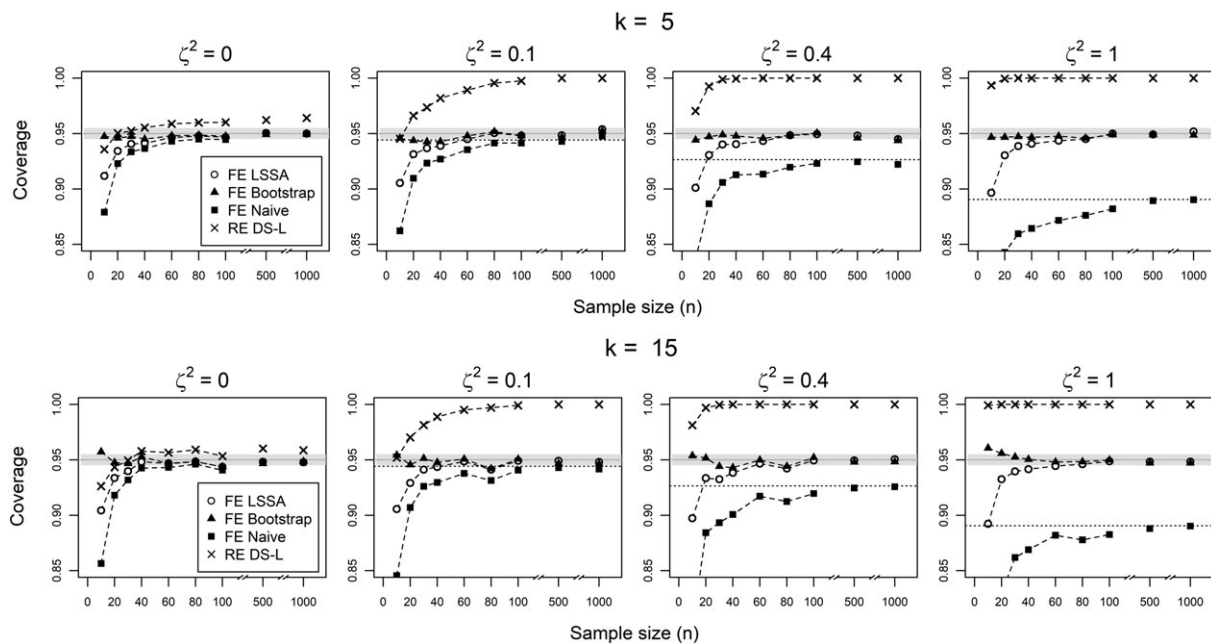 k = 5
ζ² = 0
ζ² = 0.1
ζ² = 0.4
ζ² = 1
Coverage
1.00
0.95
0.90
0.85
FE LSSA
FE Bootstrap
FE Naive
RE DS-L
0 20 40 60 80 100 500 1000
0 20 40 60 80 100 500 1000
0 20 40 60 80 100 500 1000
0 20 40 60 80 100 500 1000
Sample size (n)
k = 15
ζ² = 0
ζ² = 0.1
ζ² = 0.4
ζ² = 1
Coverage
1.00
0.95
0.90
0.85
FE LSSA
FE Bootstrap
FE Naive
RE DS-L
0 20 40 60 80 100 500 1000
0 20 40 60 80 100 500 1000
0 20 40 60 80 100 500 1000
0 20 40 60 80 100 500 1000
Sample size (n)